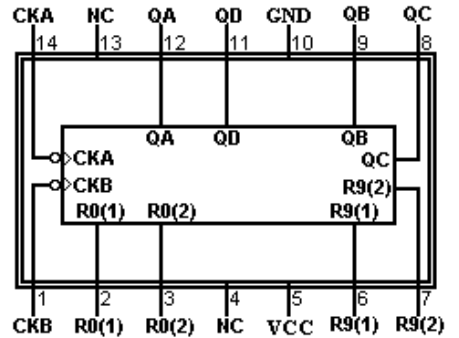 CKA NC QA QD GND QB QC
14 13 12 11 10 9 8
QA QD QB
CKA QC
CKB R9(2)
R0(1) R0(2) R9(1)
1 2 3 4 5 6 7
CKB R0(1) R0(2) NC VCC R9(1) R9(2)